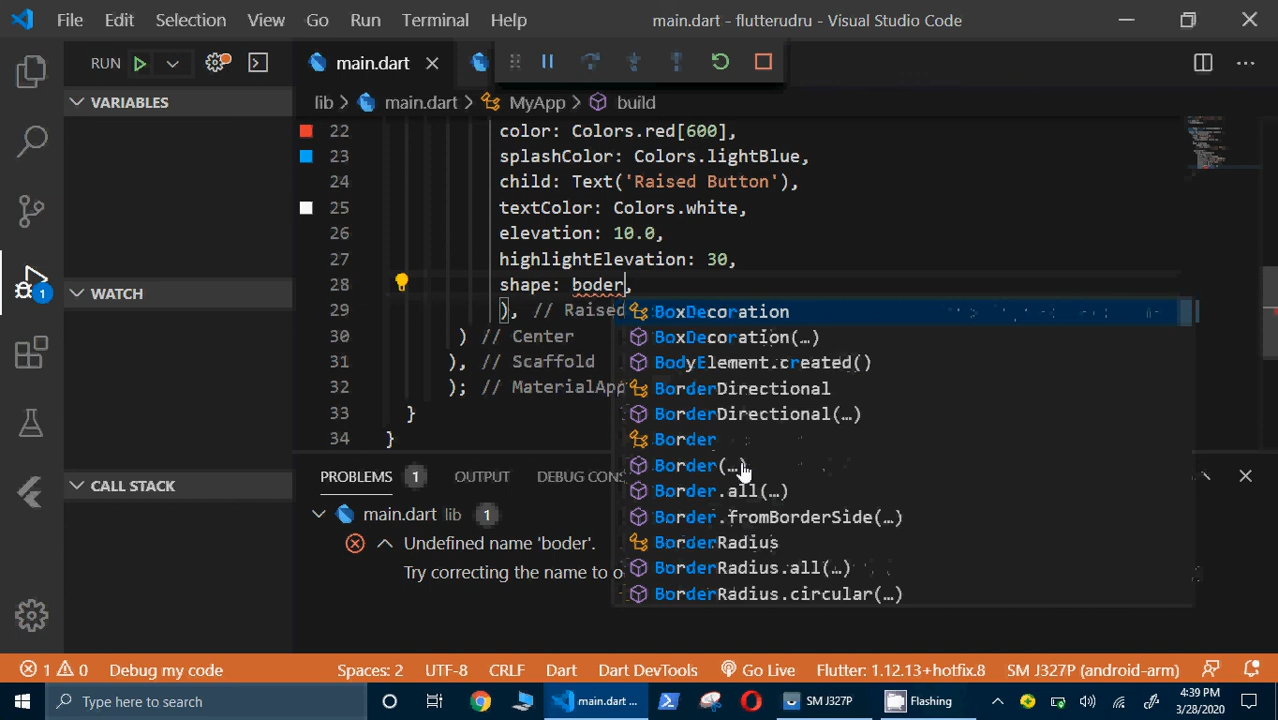 File Edit Selection View Go Run Terminal Help main.dart - flutterudru - Visual Studio Code
RUN main.dart
VARIABLES
lib > main.dart > MyApp > build
22 color: Colors.red[600],
23 splashColor: Colors.lightBlue,
24 child: Text('Raised Button'),
25 textColor: Colors.white,
26 elevation: 10.0,
27 highlightElevation: 30,
28 shape: boder,
WATCH
29 ), // Raised
30 ) // Center
31 ), // Scaffold
32 ); // MaterialApp
33 }
34 }
BoxDecoration
BoxDecoration(…)
BodyElement.created()
BorderDirectional
BorderDirectional(…)
Border
Border(…)
Border.all(…)
Border.fromBorderSide(…)
BorderRadius
BorderRadius.all(…)
BorderRadius.circular(…)
CALL STACK
PROBLEMS 1 OUTPUT DEBUG CON
main.dart lib 1
Undefined name 'boder'.
Try correcting the name to o
1
1 0 Debug my code Spaces: 2 UTF-8 CRLF Dart Dart DevTools Go Live Flutter: 1.12.13+hotfix.8 SM J327P (android-arm)
Type here to search main.dart ... SM J327P Flashing 4:39 PM
3/28/2020